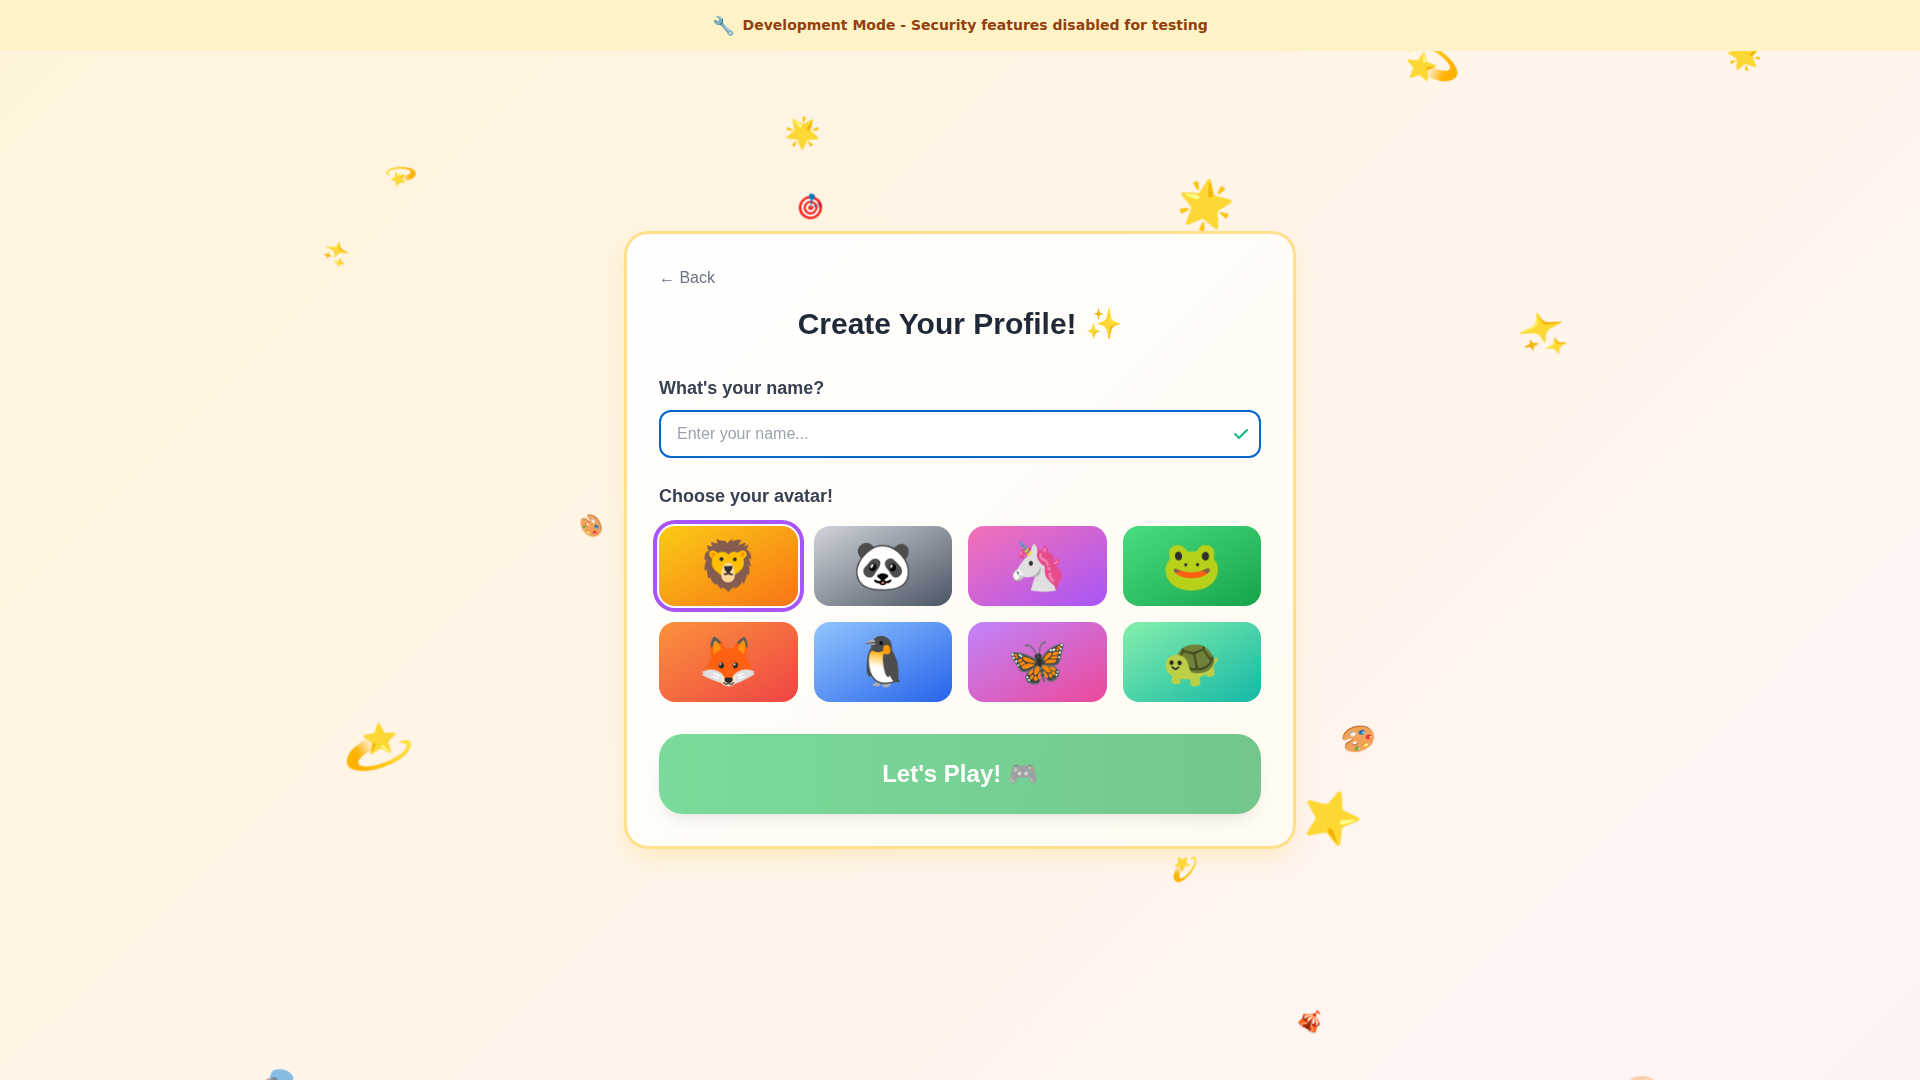 🔧 Development Mode - Security features disabled for testing
← Back
Create Your Profile! ✨
What's your name?
Enter your name...
Choose your avatar!
Let's Play! 🎮